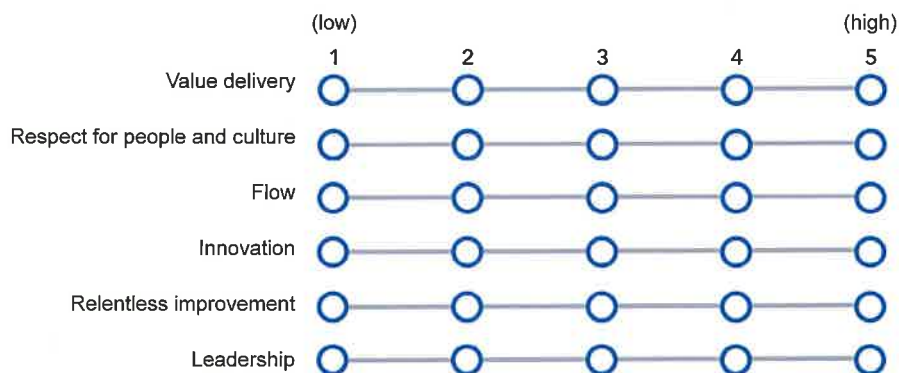 (low) (high)
1 2 3 4 5
Value delivery
Respect for people and culture
Flow
Innovation
Relentless improvement
Leadership